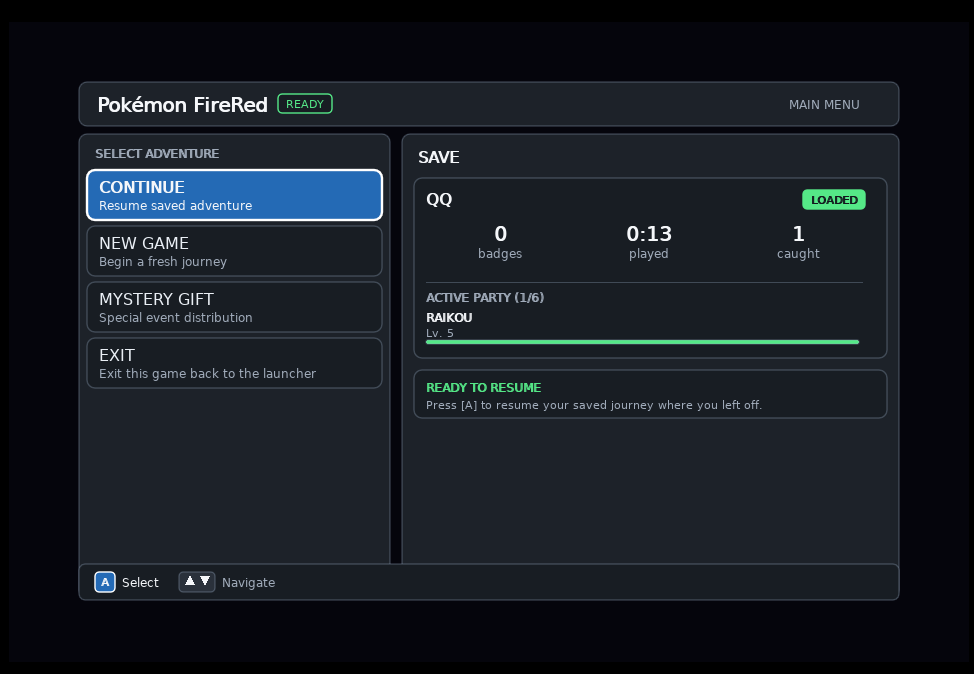 Pokémon FireRed
READY
MAIN MENU
SELECT ADVENTURE
CONTINUE
Resume saved adventure
NEW GAME
Begin a fresh journey
MYSTERY GIFT
Special event distribution
EXIT
Exit this game back to the launcher
SAVE
QQ
LOADED
0
badges
0:13
played
1
caught
ACTIVE PARTY (1/6)
RAIKOU
Lv. 5
READY TO RESUME
Press [A] to resume your saved journey where you left off.
A Select
▲ ▼ Navigate